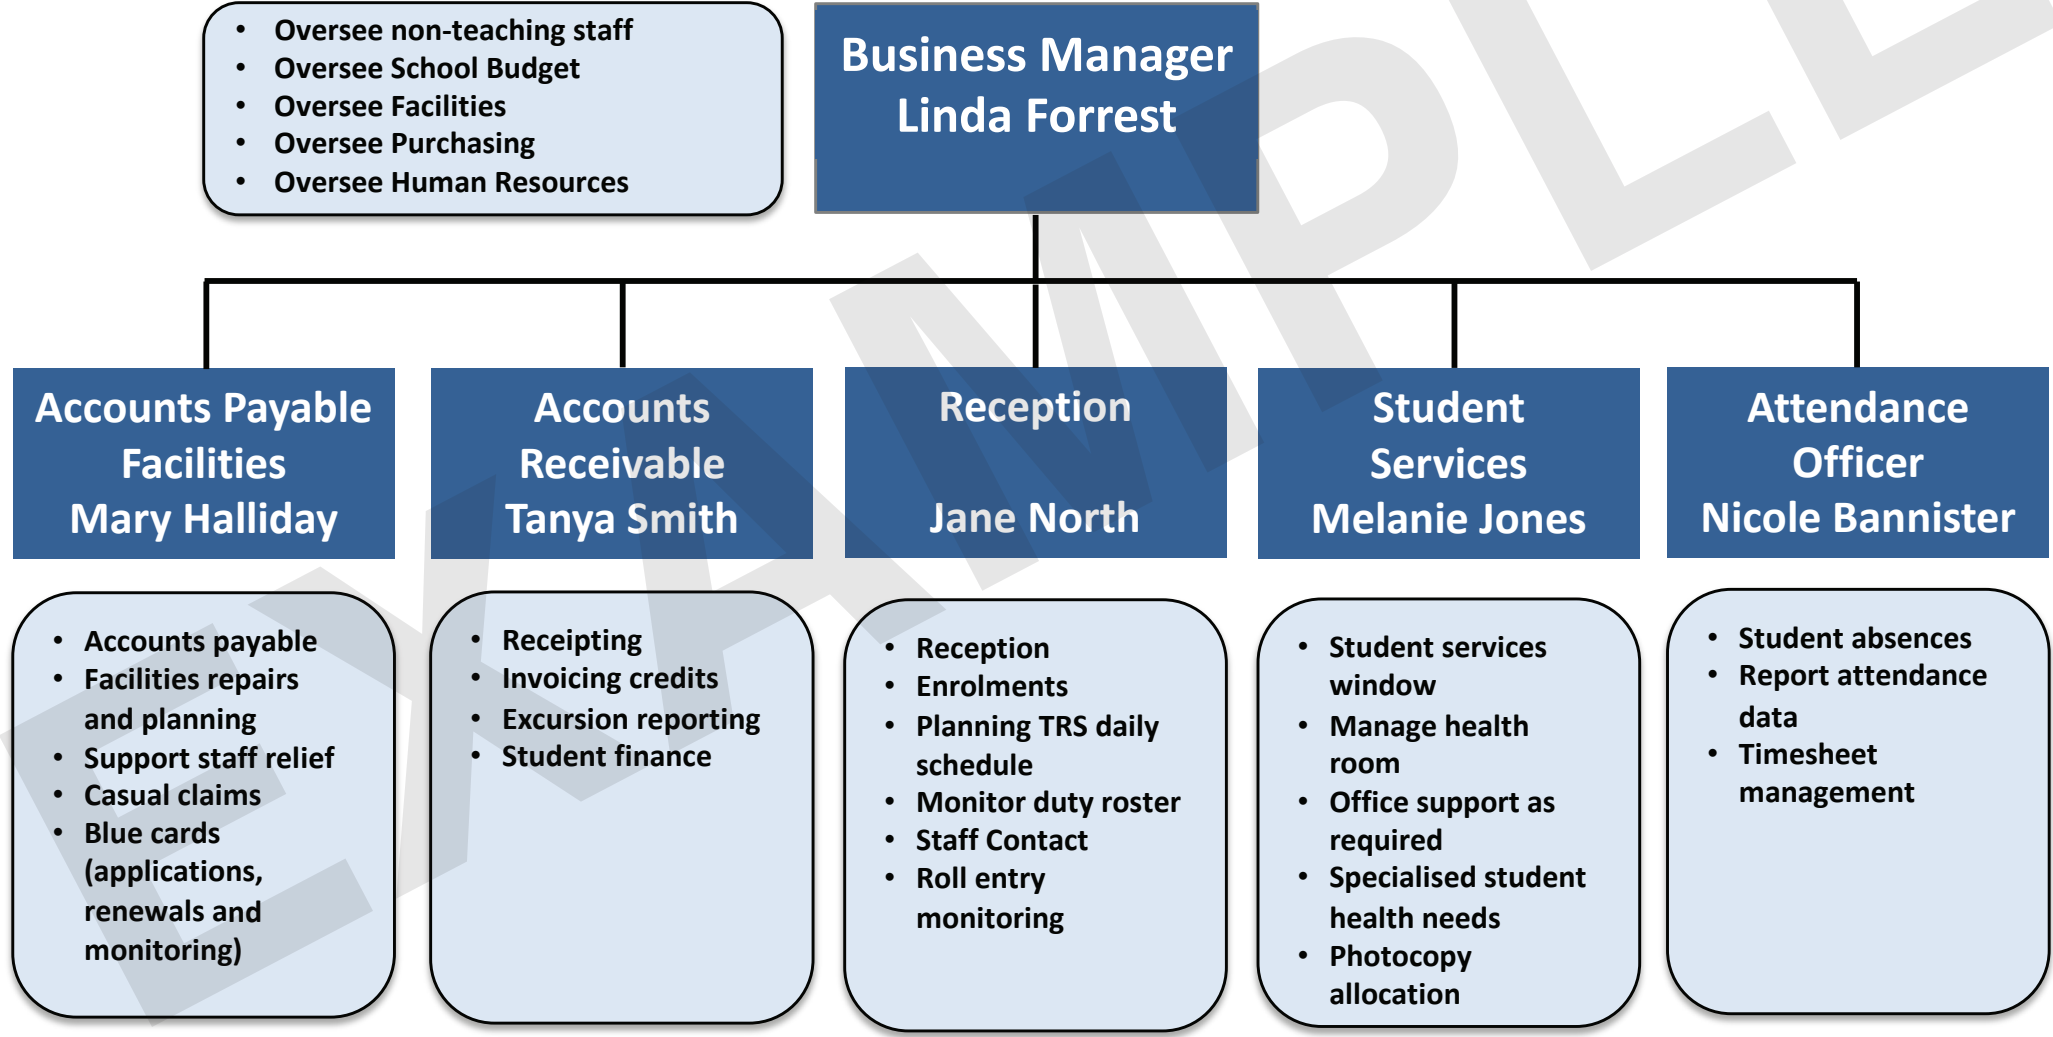 • Oversee non-teaching staff
• Oversee School Budget
• Oversee Facilities
• Oversee Purchasing
• Oversee Human Resources
Business Manager
Linda Forrest
Accounts Payable
Facilities
Mary Halliday
Accounts
Receivable
Tanya Smith
Reception
Jane North
Student
Services
Melanie Jones
Attendance
Officer
Nicole Bannister
• Accounts payable
• Facilities repairs
and planning
• Support staff relief
• Casual claims
• Blue cards
(applications,
renewals and
monitoring)
• Receipting
• Invoicing credits
• Excursion reporting
• Student finance
• Reception
• Enrolments
• Planning TRS daily
schedule
• Monitor duty roster
• Staff Contact
• Roll entry
monitoring
• Student services
window
• Manage health
room
• Office support as
required
• Specialised student
health needs
• Photocopy
allocation
• Student absences
• Report attendance
data
• Timesheet
management
EXAMPLE